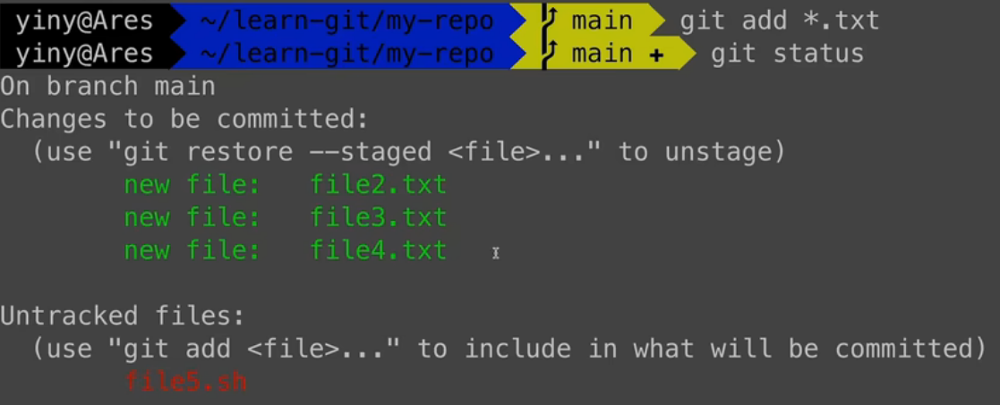 yiny@Ares ~/learn-git/my-repo main git add *.txt
yiny@Ares ~/learn-git/my-repo main + git status
On branch main
Changes to be committed:
  (use "git restore --staged <file>..." to unstage)
        new file:   file2.txt
        new file:   file3.txt
        new file:   file4.txt

Untracked files:
  (use "git add <file>..." to include in what will be committed)
        file5.sh